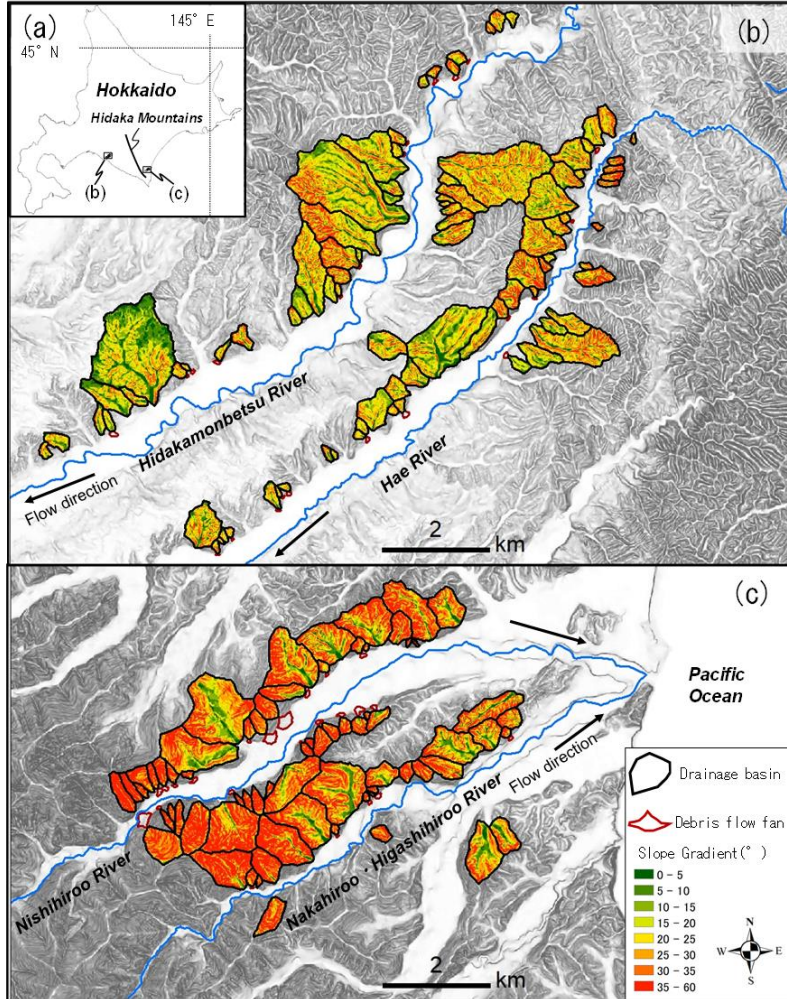 (a)
145° E
45° N
Hokkaido
Hidaka Mountains
(b)
(c)
(b)
Hidakamonbetsu River
Flow direction
Hae River
2
km
(c)
Pacific
Ocean
Flow direction
Nishihiroo River
Nakahiroo・Higashihiroo River
2
km
Drainage basin
Debris flow fan
Slope Gradient(°)
0 - 5
5 - 10
10 - 15
15 - 20
20 - 25
25 - 30
30 - 35
35 - 60
N
W
E
S